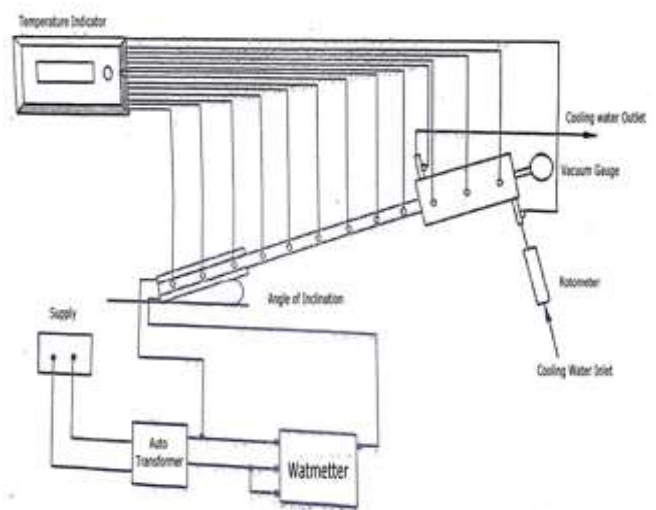 Temperature Indicator
Cooling water Outlet
Vacuum Gauge
Angle of Inclination
Rotometer
Supply
Cooling Water Inlet
Auto
Transformer
Watmetter